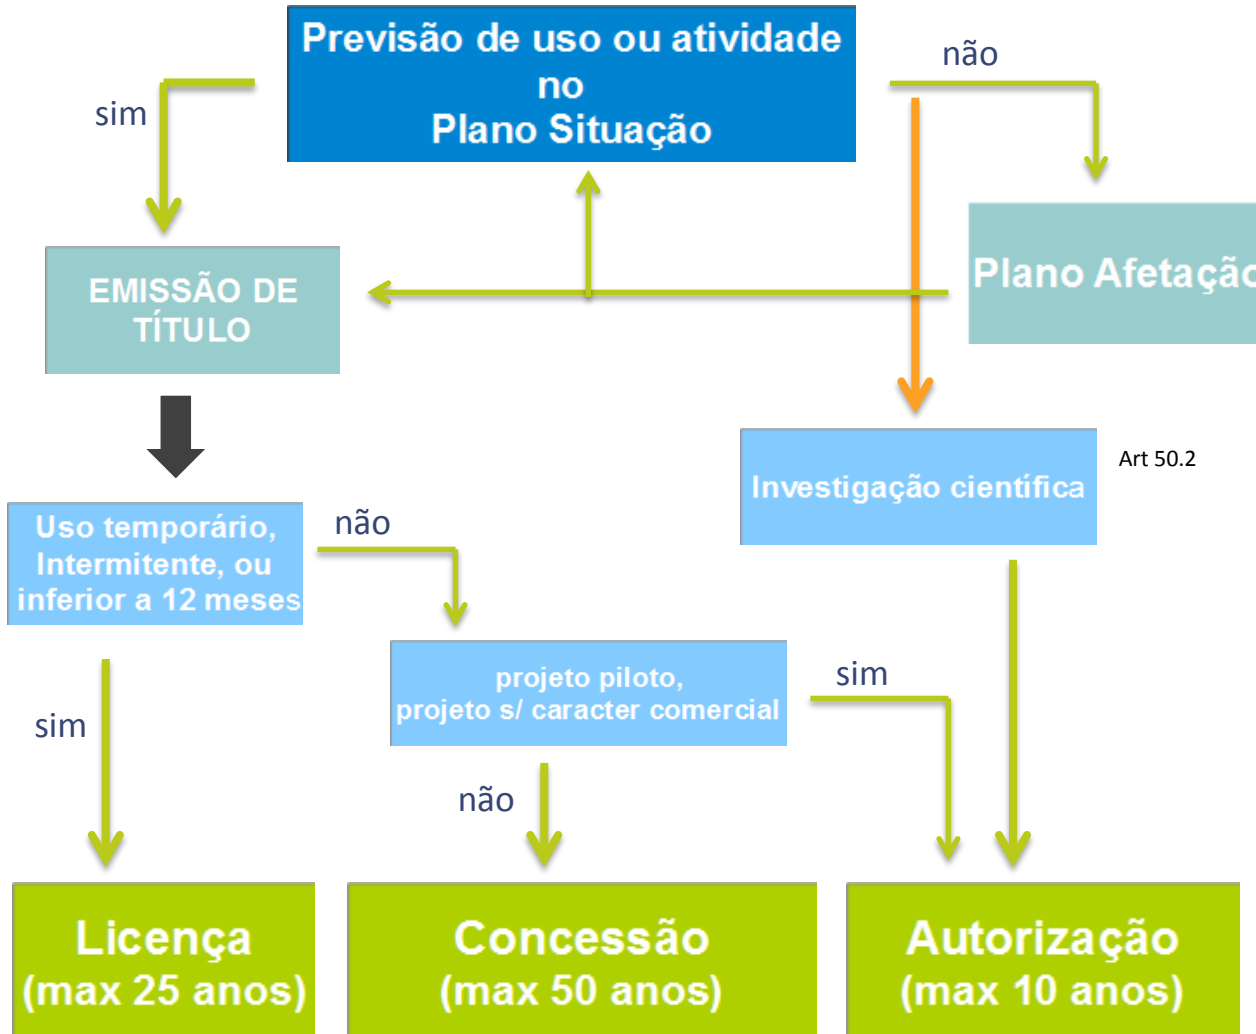 Previsão de uso ou atividade
no
Plano Situação
não
sim
Plano Afetação
EMISSÃO DE
TÍTULO
Investigação científica
Art 50.2
Uso temporário,
Intermitente, ou
inferior a 12 meses
não
projeto piloto,
projeto s/ caracter comercial
sim
sim
não
Licença
(max 25 anos)
Concessão
(max 50 anos)
Autorização
(max 10 anos)